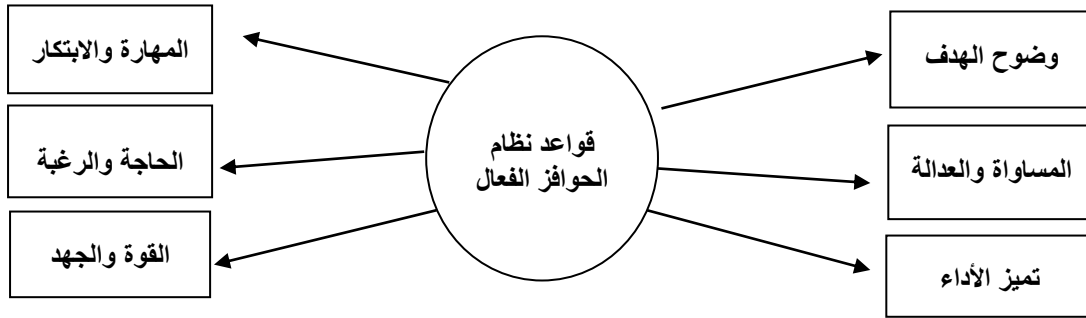 وضوح الهدف
المساواة والعدالة
تميز الأداء
قواعد نظام
الحوافز الفعال
المهارة والابتكار
الحاجة والرغبة
القوة والجهد